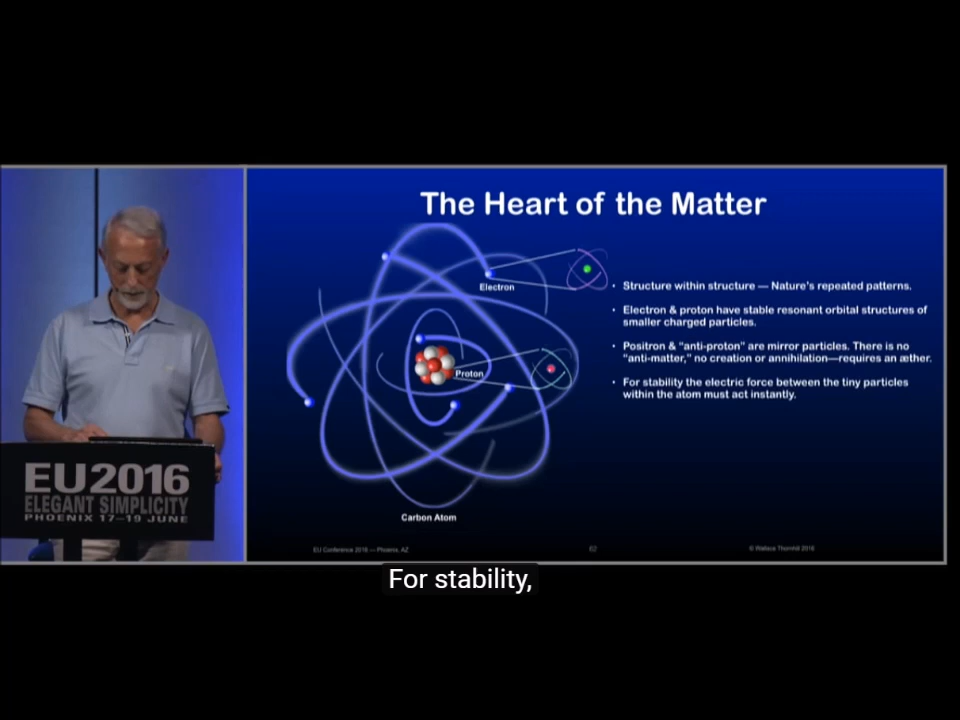 The Heart of the Matter
Electron
Proton
Carbon Atom
• Structure within structure — Nature's repeated patterns.
• Electron & proton have stable resonant orbital structures of
smaller charged particles.
• Positron & "anti-proton" are mirror particles. There is no
"anti-matter," no creation or annihilation—requires an æther.
• For stability the electric force between the tiny particles
within the atom must act instantly.
EU Conference 2016 — Phoenix, AZ
62
© Wallace Thornhill 2016
EU2016
ELEGANT SIMPLICITY
PHOENIX 17–19 JUNE
For stability,